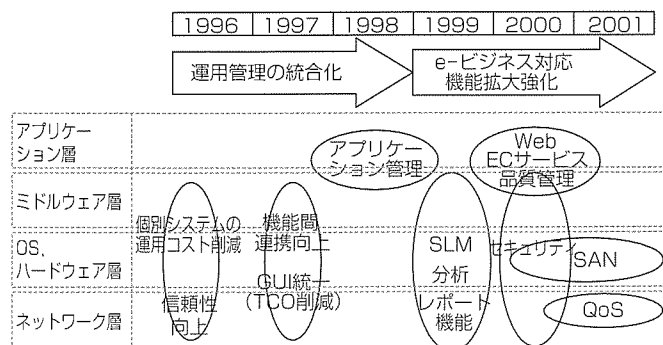 1996 1997 1998 1999 2000 2001
運用管理の統合化
e-ビジネス対応
機能拡大強化
アプリケー
ション層
アプリケー
ション管理
Web
ECサービス
品質管理
ミドルウェア層
個別システムの
運用コスト削減
機能間
連携向上
OS、
ハードウェア層
SLM
分析
レポート
機能
セキュリティ
SAN
GUI統一
(TCO削減)
信頼性
向上
ネットワーク層
QoS